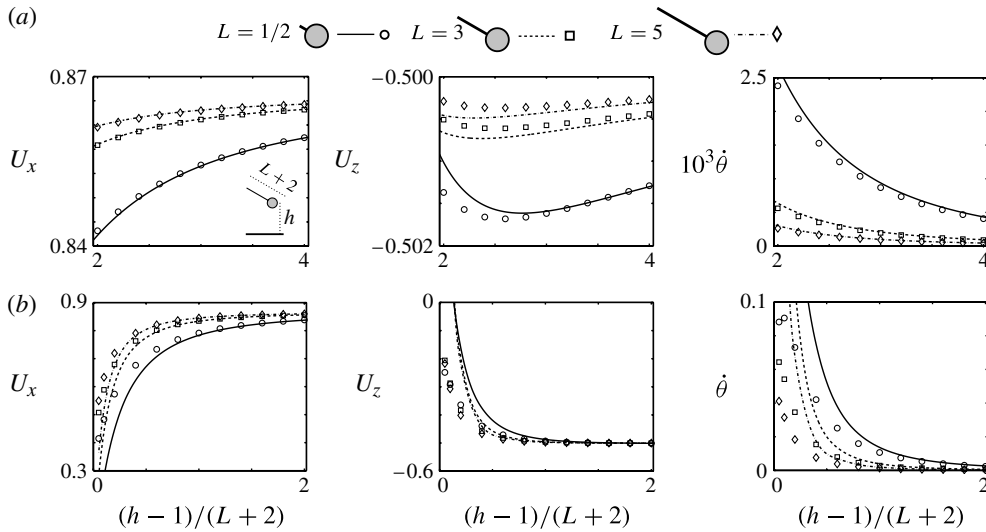 (a)
L = 1/2
L = 3
L = 5
0.87
U_x
0.84
2
4
L + 2
h
−0.500
U_z
−0.502
2
4
2.5
10³θ̇
0
2
4
(b)
0.9
U_x
0.3
0
2
(h − 1)/(L + 2)
0
U_z
−0.6
0
2
(h − 1)/(L + 2)
0.1
θ̇
0
0
2
(h − 1)/(L + 2)